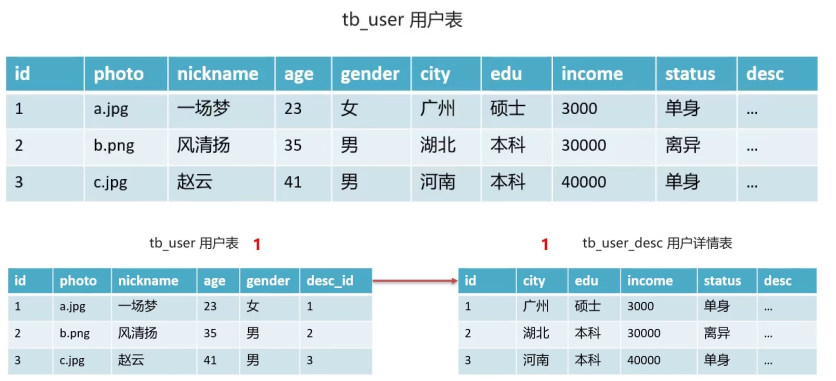 tb_user 用户表
id photo nickname age gender city edu income status desc
1 a.jpg 一场梦 23 女 广州 硕士 3000 单身 ...
2 b.png 风清扬 35 男 湖北 本科 30000 离异 ...
3 c.jpg 赵云 41 男 河南 本科 40000 单身 ...
tb_user 用户表 1
id photo nickname age gender desc_id
1 a.jpg 一场梦 23 女 1
2 b.png 风清扬 35 男 2
3 c.jpg 赵云 41 男 3
1 tb_user_desc 用户详情表
id city edu income status desc
1 广州 硕士 3000 单身 ...
2 湖北 本科 30000 离异 ...
3 河南 本科 40000 单身 ...